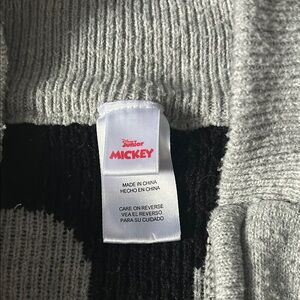 Disney
Junior
MICKEY
MADE IN CHINA
HECHO EN CHINA
CARE ON REVERSE
VEA EL REVERSO
PARA SU CUIDADO